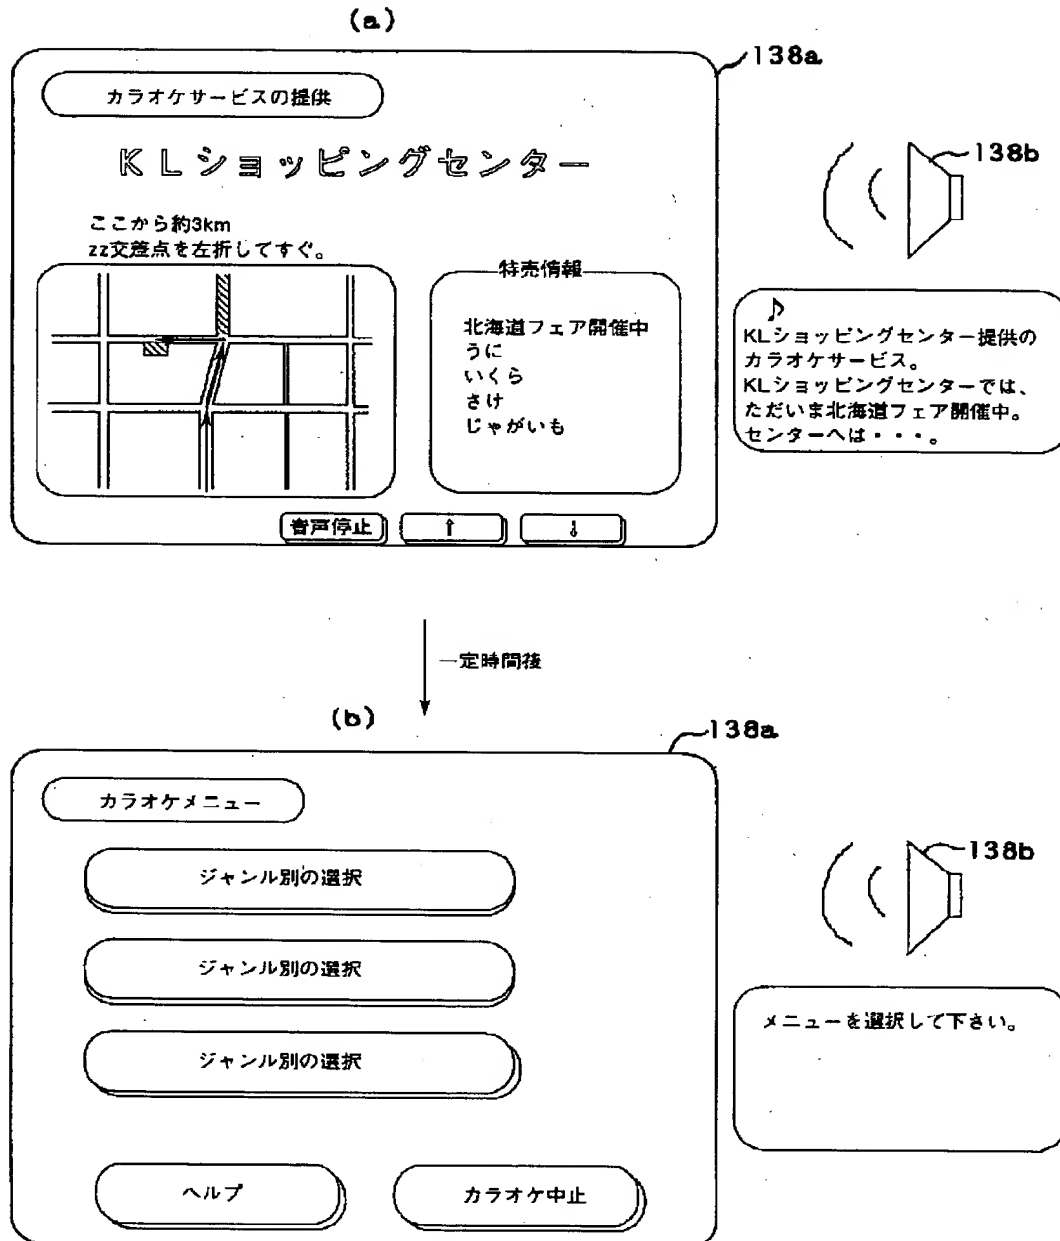 (a)
138a
カラオケサービスの提供
KLショッピングセンター
138b
ここから約3km
zz交差点を左折してすぐ。
特売情報
北海道フェア開催中
うに
いくら
さけ
じゃがいも
♪
KLショッピングセンター提供の
カラオケサービス。
KLショッピングセンターでは、
ただいま北海道フェア開催中。
センターへは・・・。
音声停止
↑
↓
一定時間後
(b)
138a
カラオケメニュー
138b
ジャンル別の選択
ジャンル別の選択
ジャンル別の選択
メニューを選択して下さい。
ヘルプ
カラオケ中止